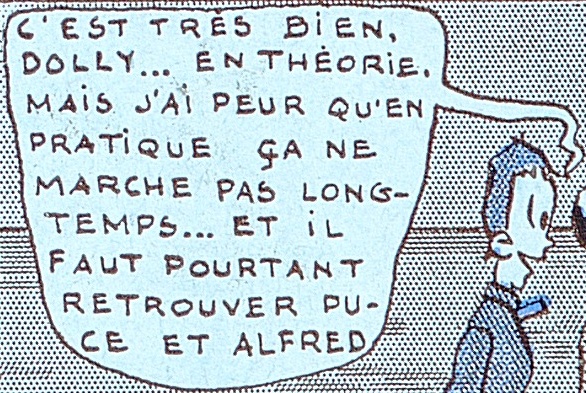 C'EST TRÈS BIEN,
DOLLY... EN THÉORIE.
MAIS J'AI PEUR QU'EN
PRATIQUE ÇA NE
MARCHE PAS LONG-
TEMPS... ET IL
FAUT POURTANT
RETROUVER PU-
CE ET ALFRED